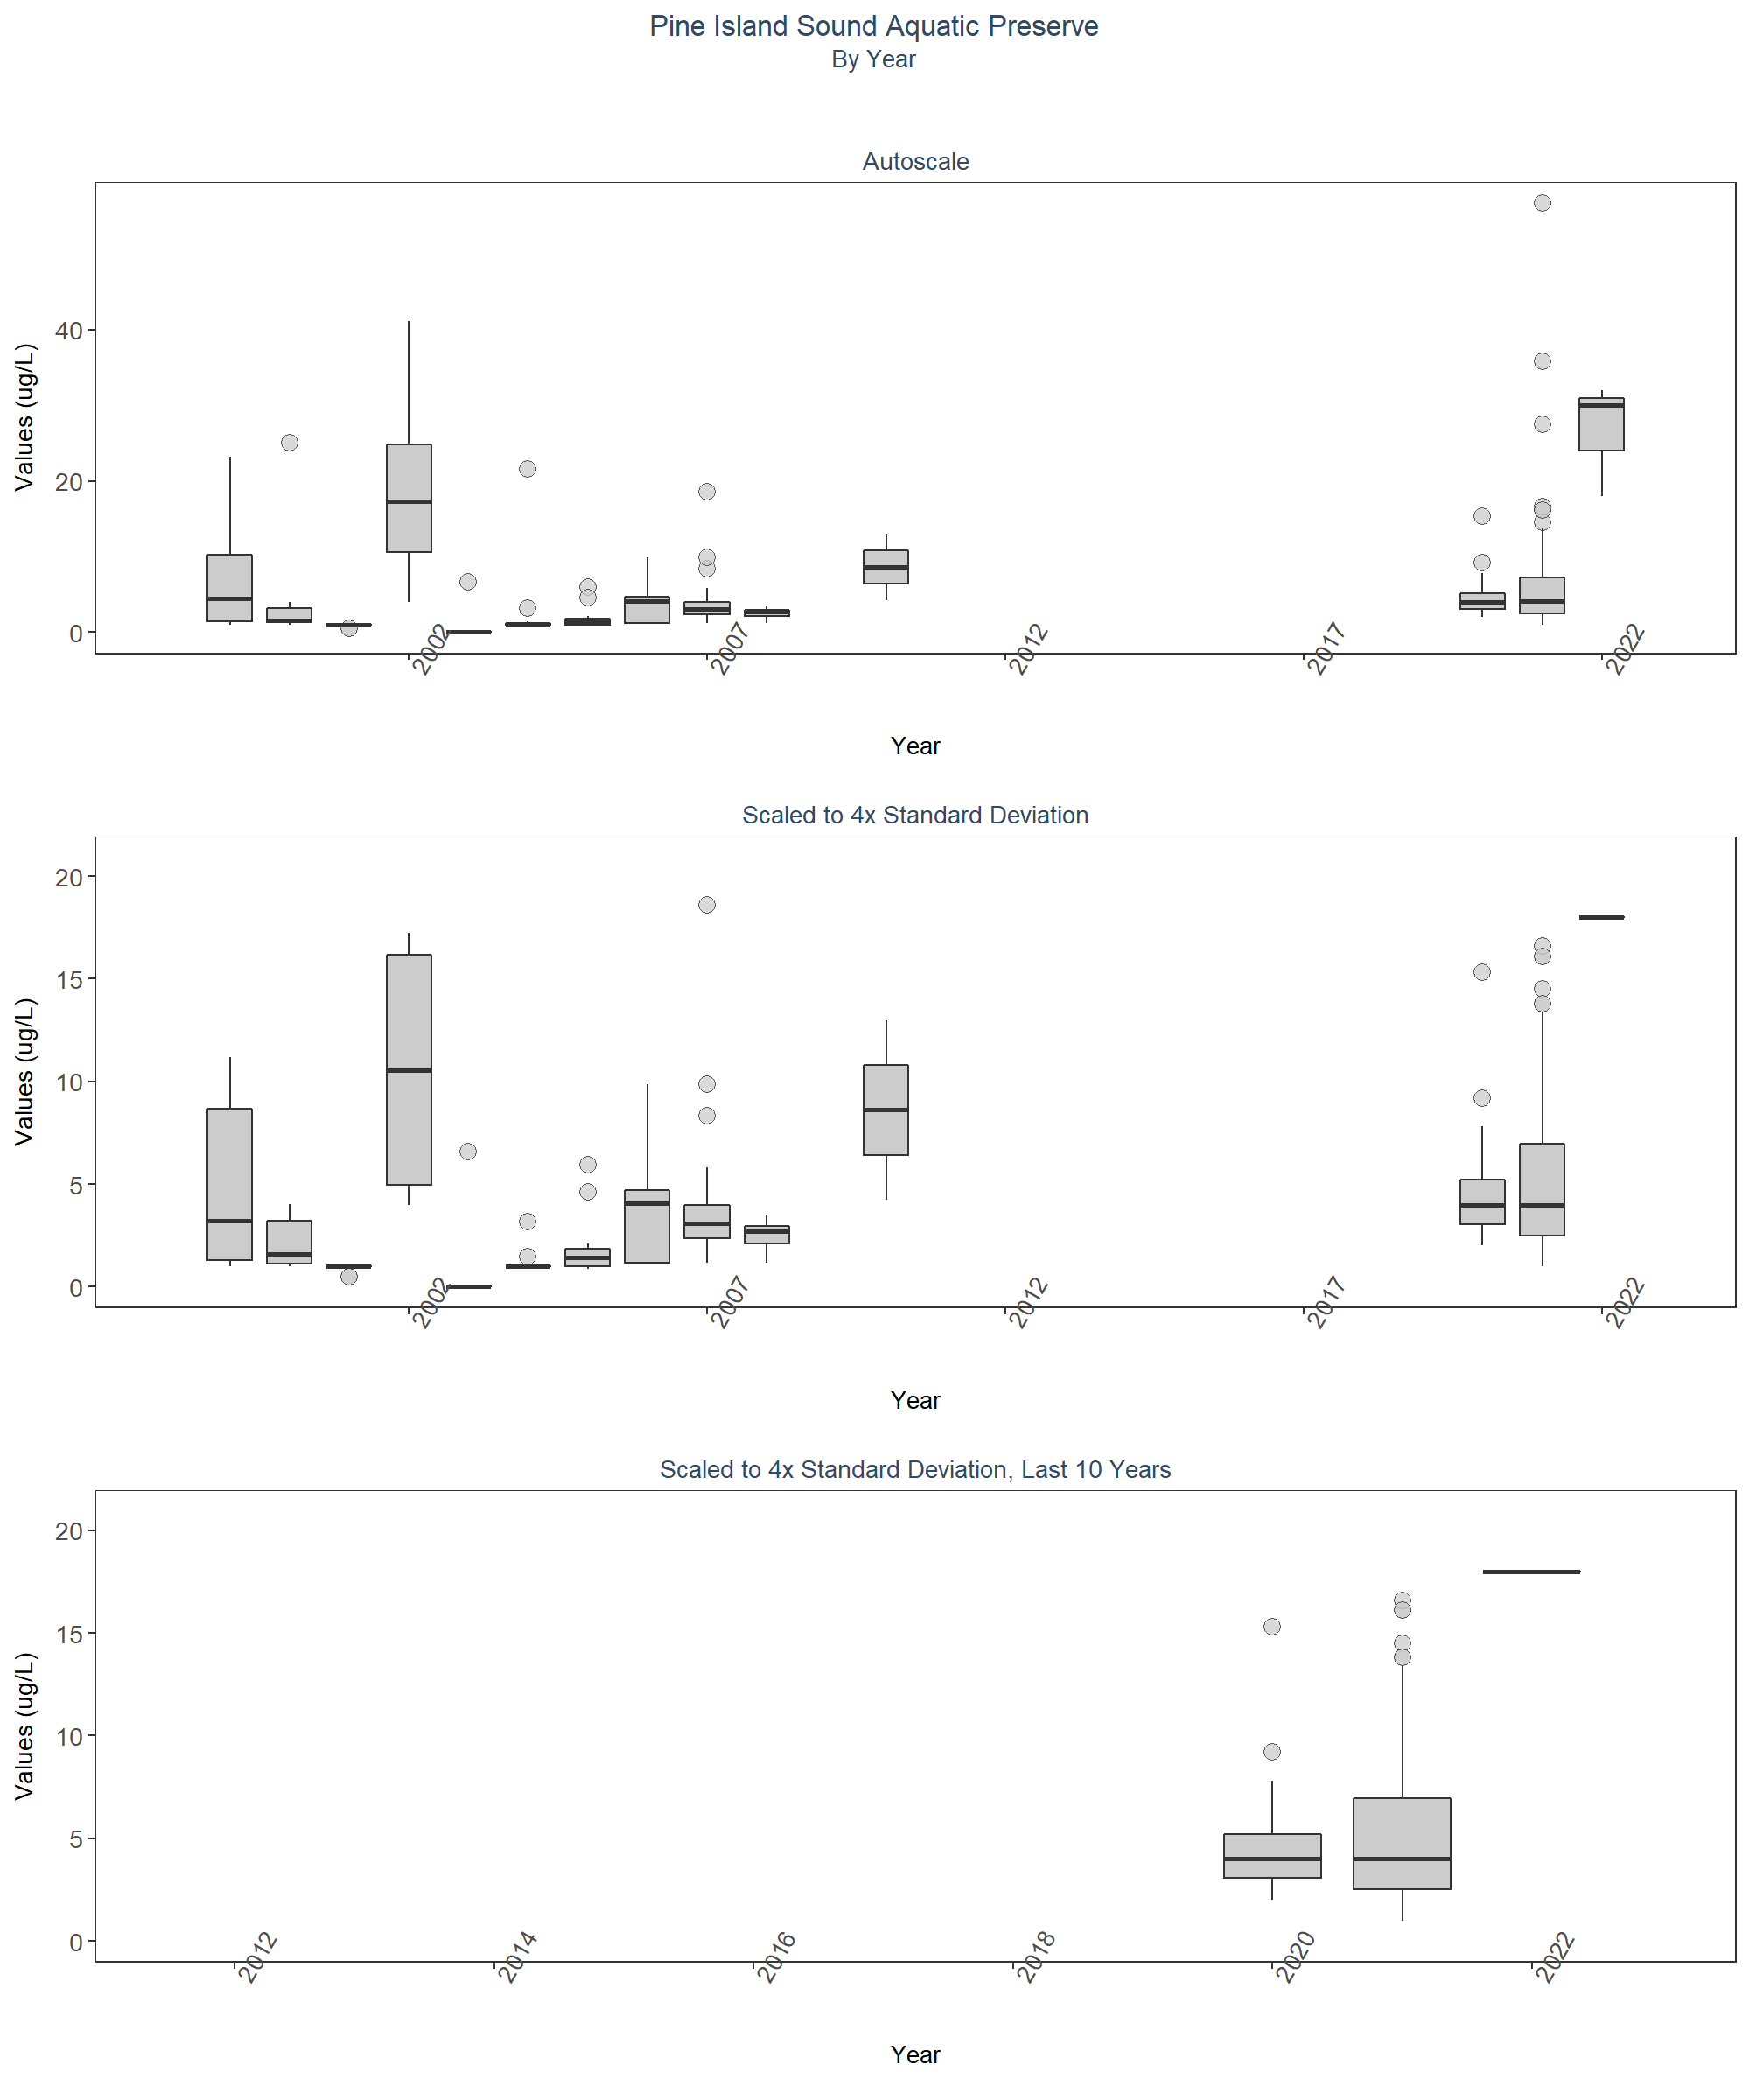 Pine Island Sound Aquatic Preserve
By Year
Autoscale
Values (ug/L)
40
20
0
2002
2007
2012
2017
2022
Year
Scaled to 4x Standard Deviation
Values (ug/L)
20
15
10
5
0
2002
2007
2012
2017
2022
Year
Scaled to 4x Standard Deviation, Last 10 Years
Values (ug/L)
20
15
10
5
0
2012
2014
2016
2018
2020
2022
Year